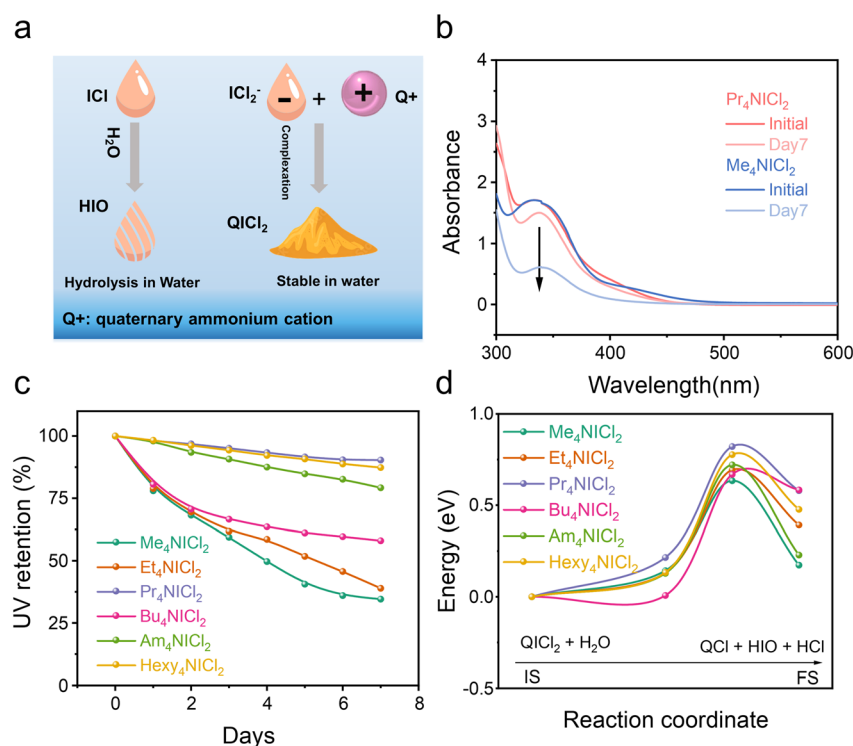 a
ICl
H₂O
HIO
Hydrolysis in Water
ICl₂⁻
+
Q+
Complexation
QICl₂
Stable in water
Q+: quaternary ammonium cation
b
Absorbance
4
3
2
1
0
Pr₄NICl₂
Initial
Day7
Me₄NICl₂
Initial
Day7
300
400
500
600
Wavelength(nm)
c
UV retention (%)
100
75
50
25
0
Me₄NICl₂
Et₄NICl₂
Pr₄NICl₂
Bu₄NICl₂
Am₄NICl₂
Hexy₄NICl₂
0
2
4
6
8
Days
d
Energy (eV)
1.0
0.5
0.0
-0.5
Me₄NICl₂
Et₄NICl₂
Pr₄NICl₂
Bu₄NICl₂
Am₄NICl₂
Hexy₄NICl₂
QICl₂ + H₂O
QCl + HIO + HCl
IS
FS
Reaction coordinate